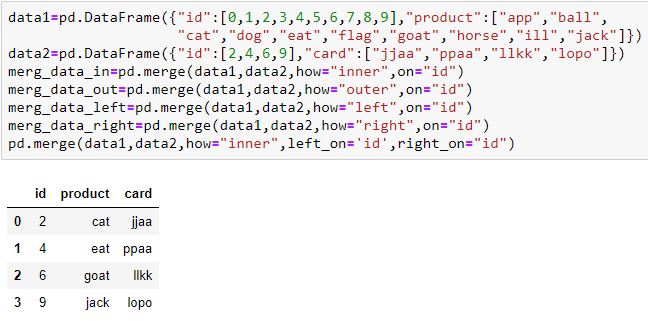 data1=pd.DataFrame({"id":[0,1,2,3,4,5,6,7,8,9],"product":["app","ball",
"cat","dog","eat","flag","goat","horse","ill","jack"]})
data2=pd.DataFrame({"id":[2,4,6,9],"card":["jjaa","ppaa","llkk","lopo"]})
merg_data_in=pd.merge(data1,data2,how="inner",on="id")
merg_data_out=pd.merge(data1,data2,how="outer",on="id")
merg_data_left=pd.merge(data1,data2,how="left",on="id")
merg_data_right=pd.merge(data1,data2,how="right",on="id")
pd.merge(data1,data2,how="inner",left_on='id',right_on="id")
id product card
0 2 cat jjaa
1 4 eat ppaa
2 6 goat llkk
3 9 jack lopo